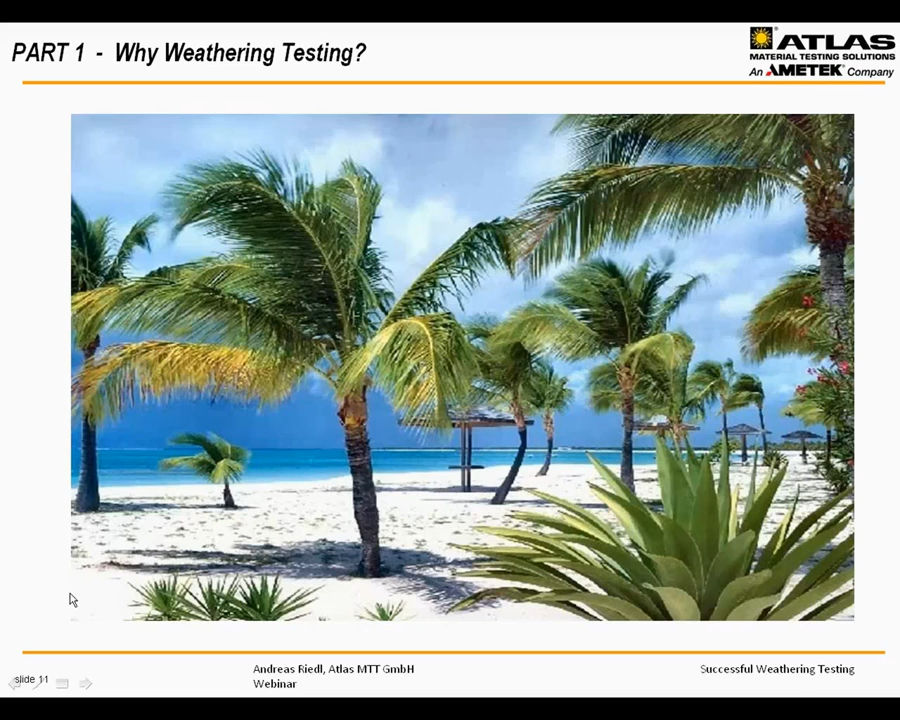 PART 1 - Why Weathering Testing?
ATLAS
MATERIAL TESTING SOLUTIONS
An AMETEK® Company
Andreas Riedl, Atlas MTT GmbH
Webinar
Successful Weathering Testing
slide 11